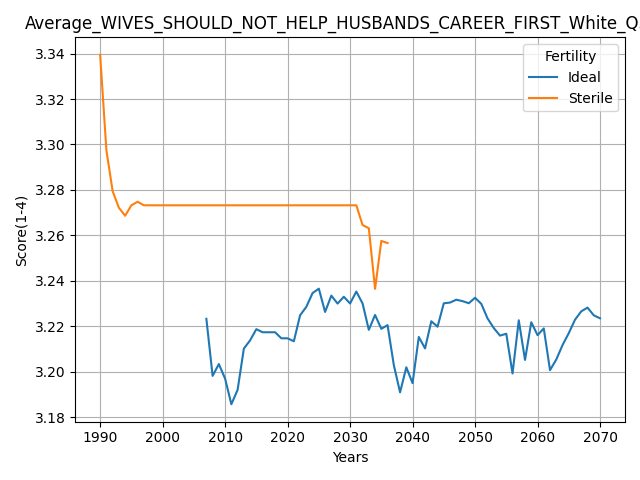 Average_WIVES_SHOULD_NOT_HELP_HUSBANDS_CAREER_FIRST_White_Q
Fertility
Ideal
Sterile
3.34
3.32
3.30
3.28
3.26
3.24
3.22
3.20
3.18
Score(1-4)
1990 2000 2010 2020 2030 2040 2050 2060 2070
Years